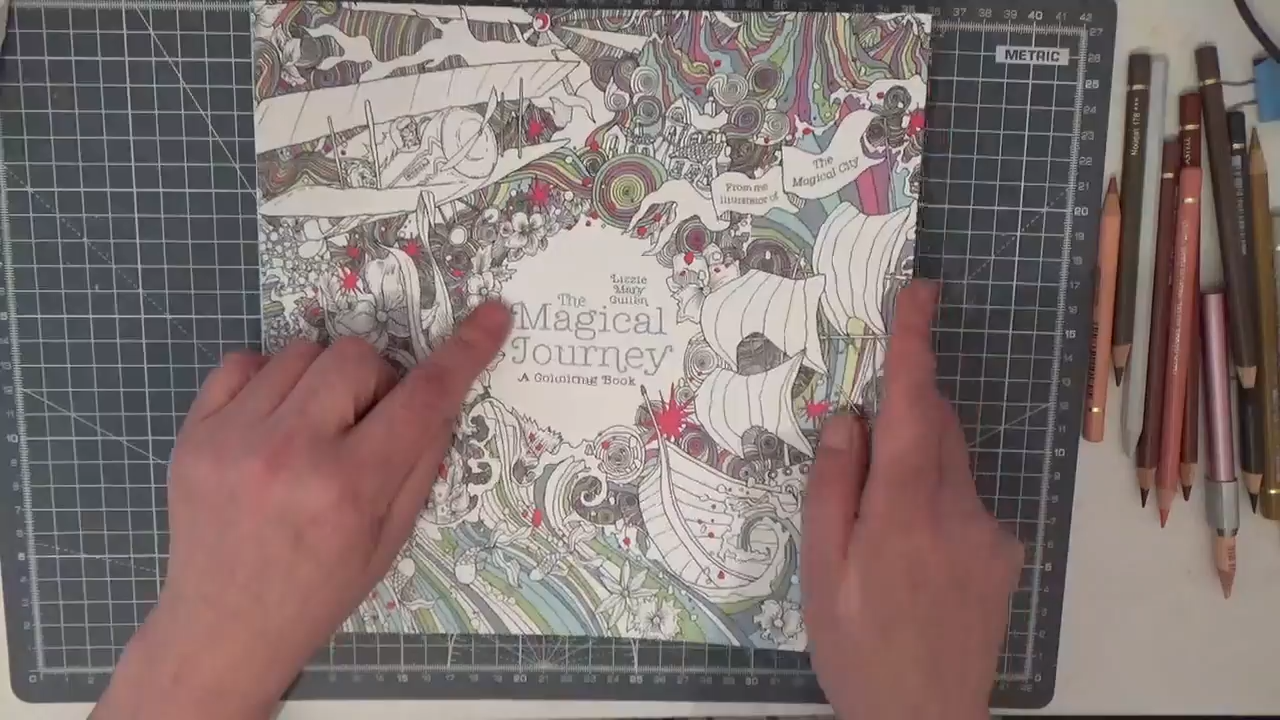 METRIC
The
Magical City
From the
Illustrator of
Lizzie
Mary
Cullen
The
Magical
Journey
A Colouring Book